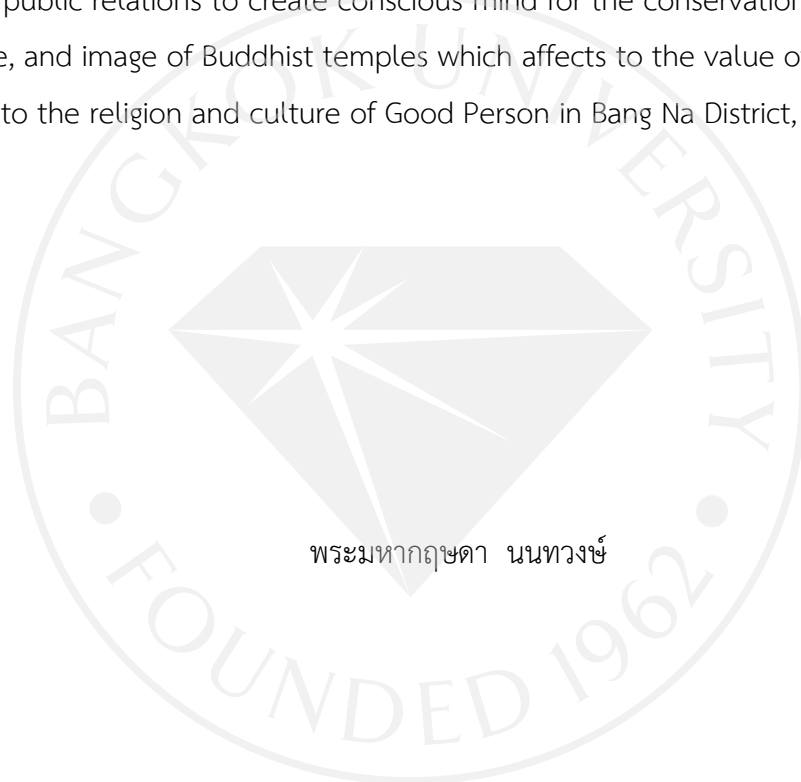 public relations to create conscious mind for the conservation
e, and image of Buddhist temples which affects to the value of
to the religion and culture of Good Person in Bang Na District,
BANGKOK UNIVERSITY
พระมหากฤษดา นนทวงษ์
FOUNDED 1962